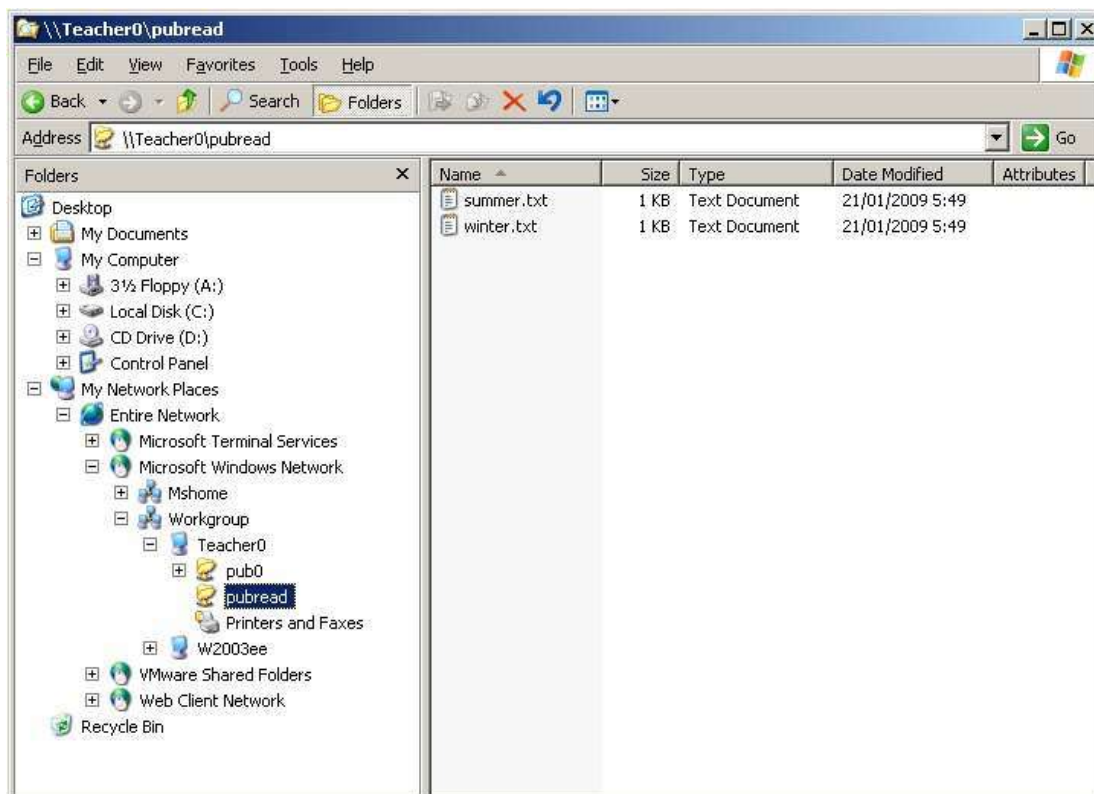 \\Teacher0\pubread
File Edit View Favorites Tools Help
Back Search Folders
Address \\Teacher0\pubread Go
Folders
Desktop
My Documents
My Computer
3½ Floppy (A:)
Local Disk (C:)
CD Drive (D:)
Control Panel
My Network Places
Entire Network
Microsoft Terminal Services
Microsoft Windows Network
Mshome
Workgroup
Teacher0
pub0
pubread
Printers and Faxes
W2003ee
VMware Shared Folders
Web Client Network
Recycle Bin
Name Size Type Date Modified Attributes
summer.txt 1 KB Text Document 21/01/2009 5:49
winter.txt 1 KB Text Document 21/01/2009 5:49